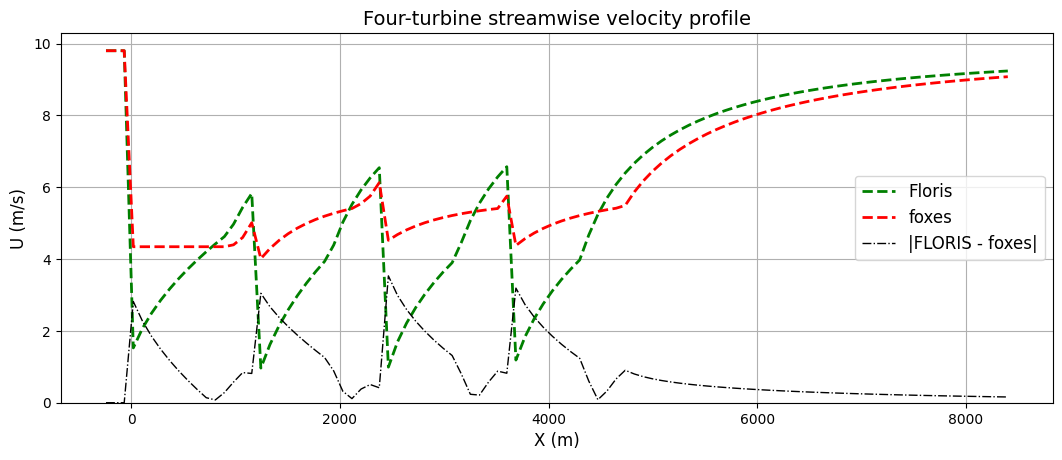 Four-turbine streamwise velocity profile
10
8
6
4
2
0
U (m/s)
Floris
foxes
|FLORIS - foxes|
0
2000
4000
6000
8000
X (m)